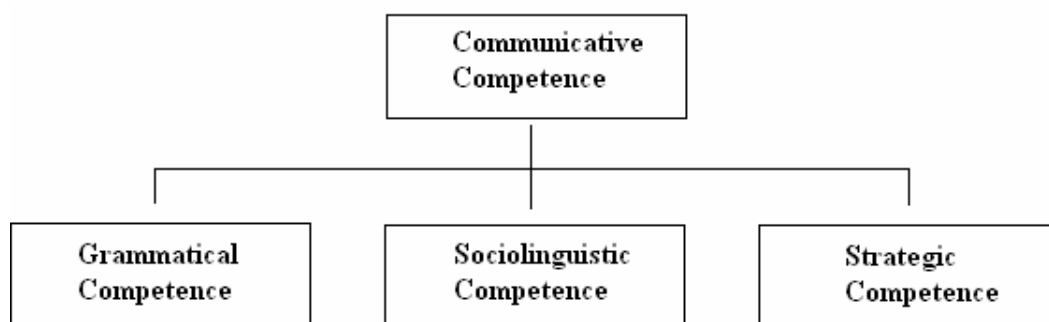 Communicative
Competence
Grammatical
Competence
Sociolinguistic
Competence
Strategic
Competence